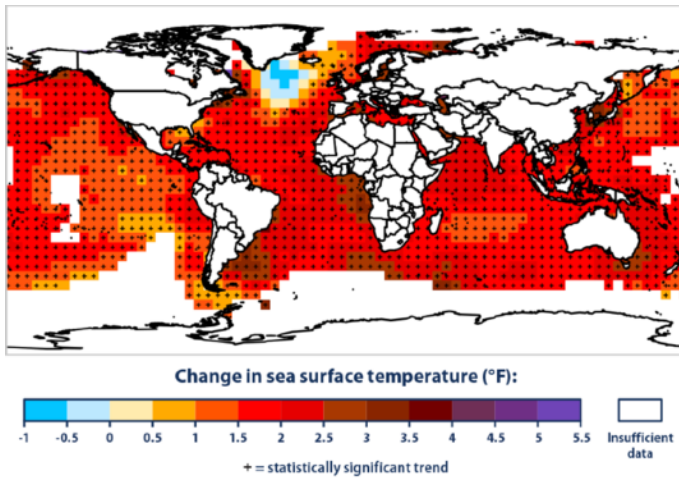 Change in sea surface temperature (°F):
-1 -0.5 0 0.5 1 1.5 2 2.5 3 3.5 4 4.5 5 5.5
Insufficient
data
+ = statistically significant trend